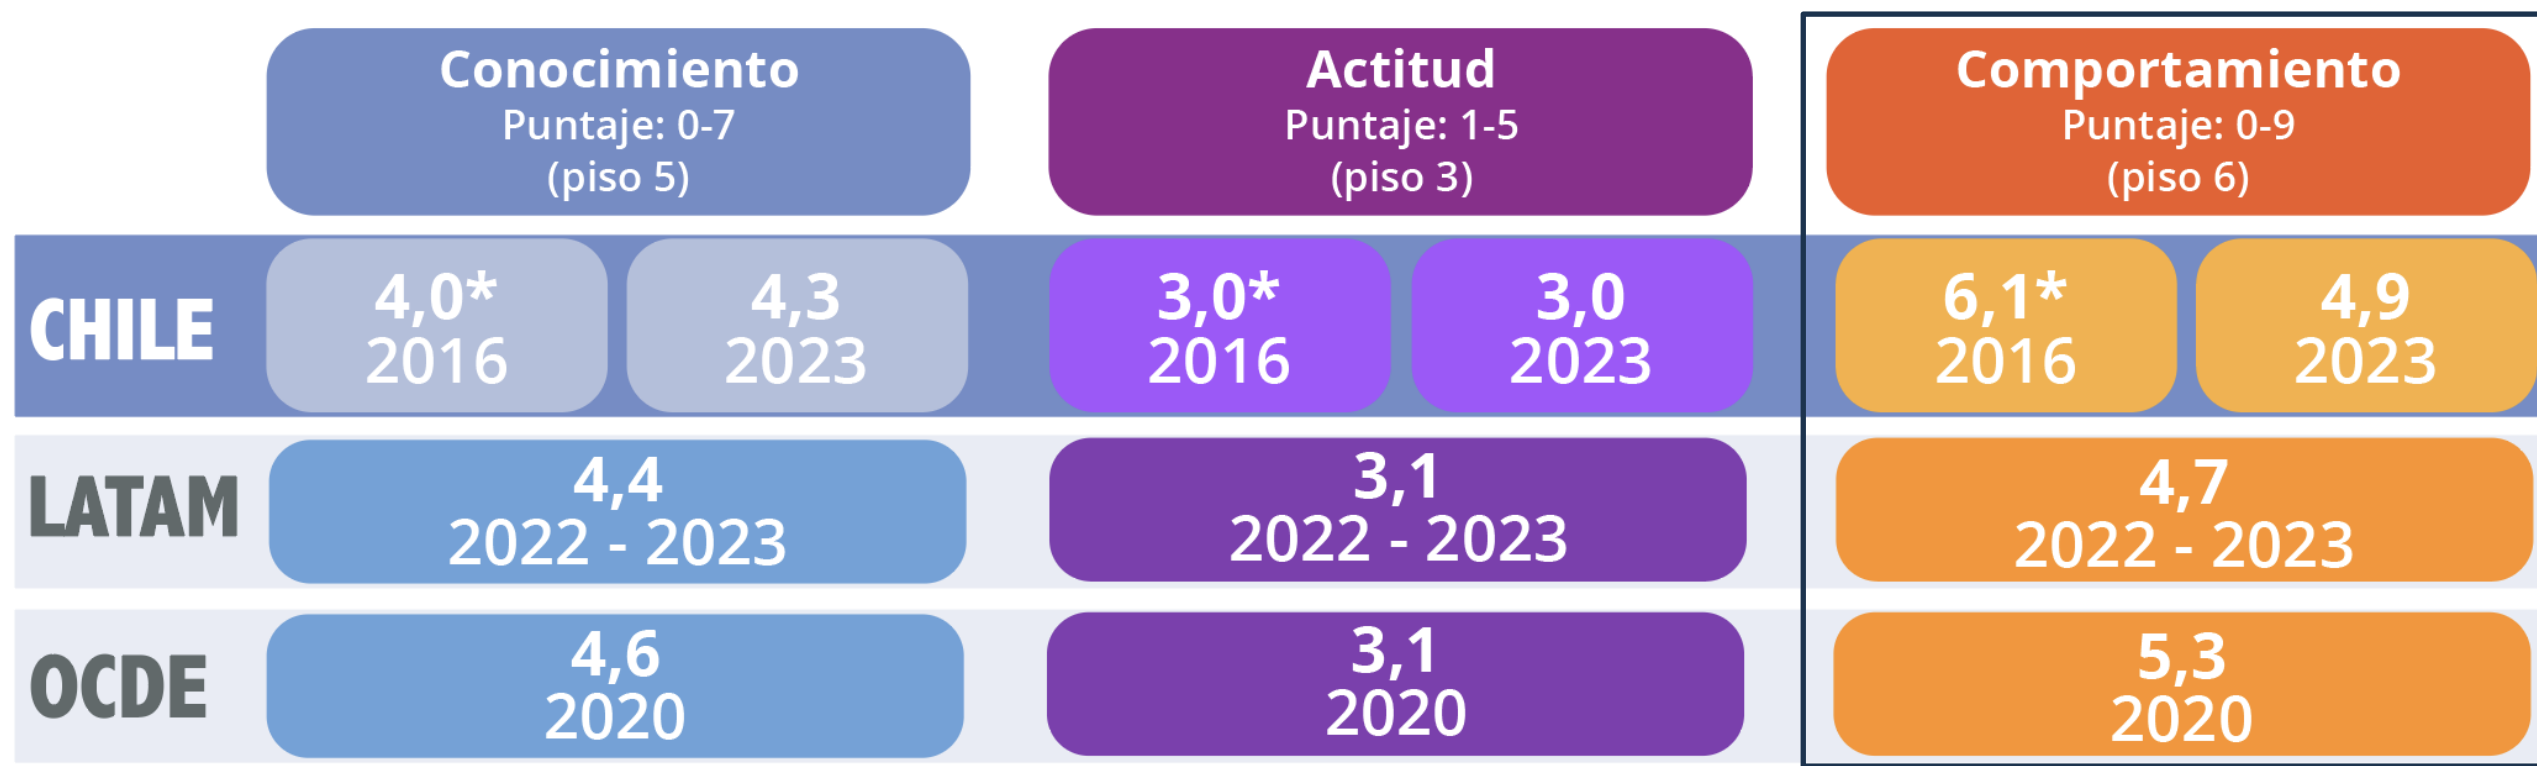 Conocimiento
Puntaje: 0-7
(piso 5)
Actitud
Puntaje: 1-5
(piso 3)
Comportamiento
Puntaje: 0-9
(piso 6)
CHILE
4,0*
2016
4,3
2023
3,0*
2016
3,0
2023
6,1*
2016
4,9
2023
LATAM
4,4
2022 - 2023
3,1
2022 - 2023
4,7
2022 - 2023
OCDE
4,6
2020
3,1
2020
5,3
2020